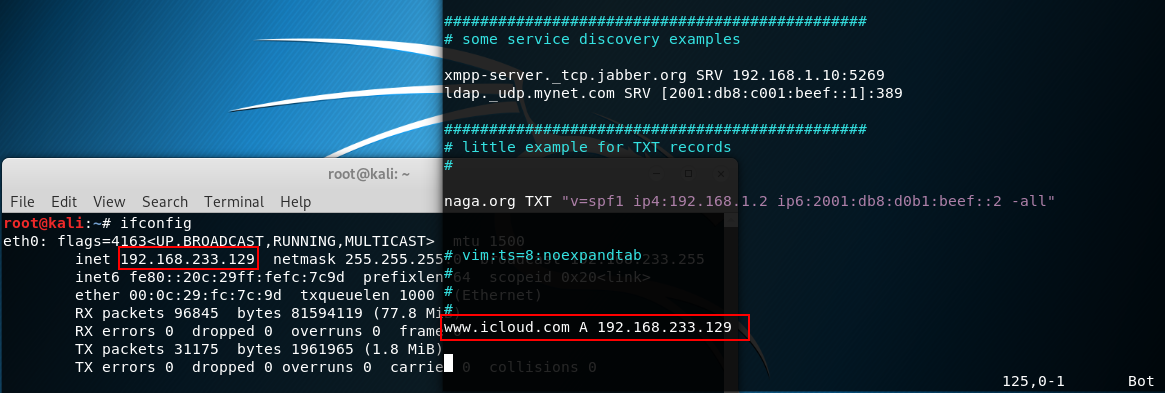 ###############################################
# some service discovery examples
xmpp-server._tcp.jabber.org SRV 192.168.1.10:5269
ldap._udp.mynet.com SRV [2001:db8:c001:beef::1]:389
###############################################
# little example for TXT records
#
naga.org TXT "v=spf1 ip4:192.168.1.2 ip6:2001:db8:d0b1:beef::2 -all"
# vim:ts=8:noexpandtab
#
#
#
www.icloud.com A 192.168.233.129
125,0-1 Bot
root@kali: ~
File Edit View Search Terminal Help
root@kali:~# ifconfig
eth0: flags=4163<UP,BROADCAST,RUNNING,MULTICAST> mtu 1500
inet 192.168.233.129 netmask 255.255.255 .233.255
inet6 fe80::20c:29ff:fefc:7c9d prefixlen 64 scopeid 0x20<link>
ether 00:0c:29:fc:7c:9d txqueuelen 1000 (Ethernet)
RX packets 96845 bytes 81594119 (77.8 Mi
RX errors 0 dropped 0 overruns 0 frame
TX packets 31175 bytes 1961965 (1.8 MiB)
TX errors 0 dropped 0 overruns 0 carrie 0 collisions 0